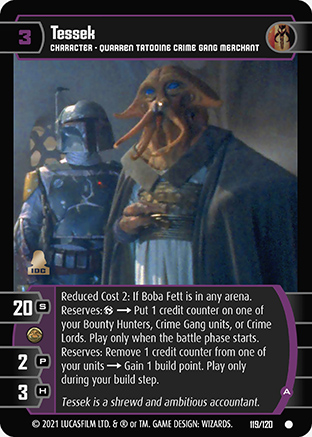 3
Tessek
CHARACTER - QUARREN TATOOINE CRIME GANG MERCHANT
IDC
20 S
2 P
3 H
Reduced Cost 2: If Boba Fett is in any arena.
Reserves: → Put 1 credit counter on one of
your Bounty Hunters, Crime Gang units, or Crime
Lords. Play only when the battle phase starts.
Reserves: Remove 1 credit counter from one of
your units → Gain 1 build point. Play only
during your build step.
Tessek is a shrewd and ambitious accountant.
A
© 2021 LUCASFILM LTD. & ® or TM. GAME DESIGN: WIZARDS.
119/120